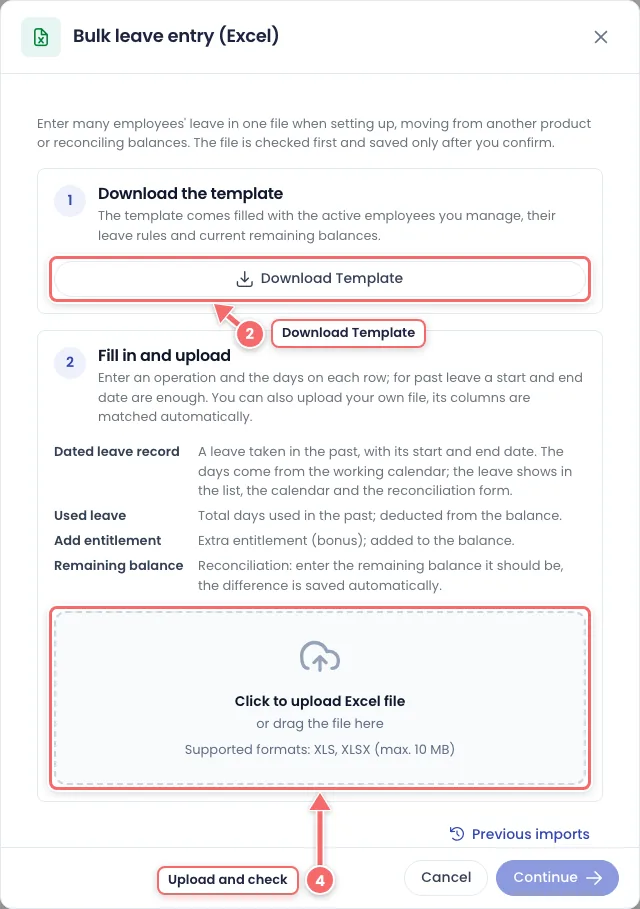 Bulk leave entry (Excel)
Enter many employees' leave in one file when setting up, moving from another product
or reconciling balances. The file is checked first and saved only after you confirm.
1
Download the template
The template comes filled with the active employees you manage, their
leave rules and current remaining balances.
Download Template
2
Download Template
2
Fill in and upload
Enter an operation and the days on each row; for past leave a start and end
date are enough. You can also upload your own file, its columns are
matched automatically.
Dated leave record
A leave taken in the past, with its start and end date. The
days come from the working calendar; the leave shows in
the list, the calendar and the reconciliation form.
Used leave
Total days used in the past; deducted from the balance.
Add entitlement
Extra entitlement (bonus); added to the balance.
Remaining balance
Reconciliation: enter the remaining balance it should be,
the difference is saved automatically.
Click to upload Excel file
or drag the file here
Supported formats: XLS, XLSX (max. 10 MB)
Previous imports
Upload and check
4
Cancel
Continue